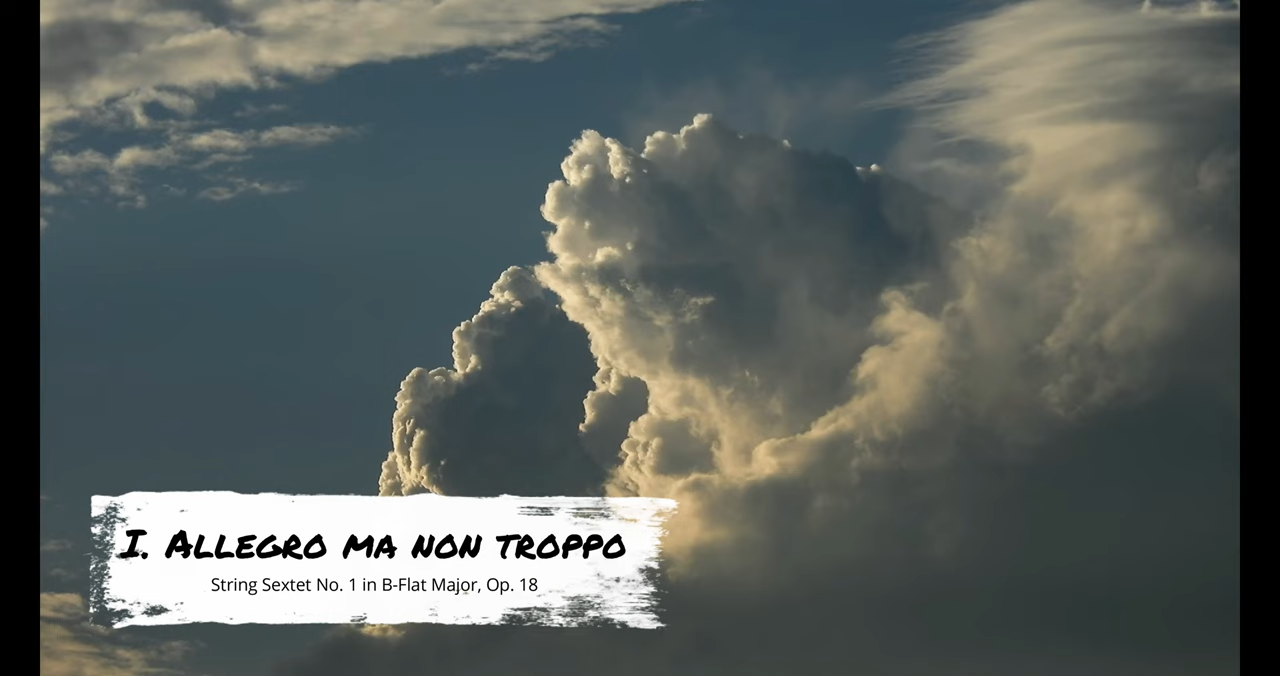 I. Allegro ma non troppo
String Sextet No. 1 in B-Flat Major, Op. 18